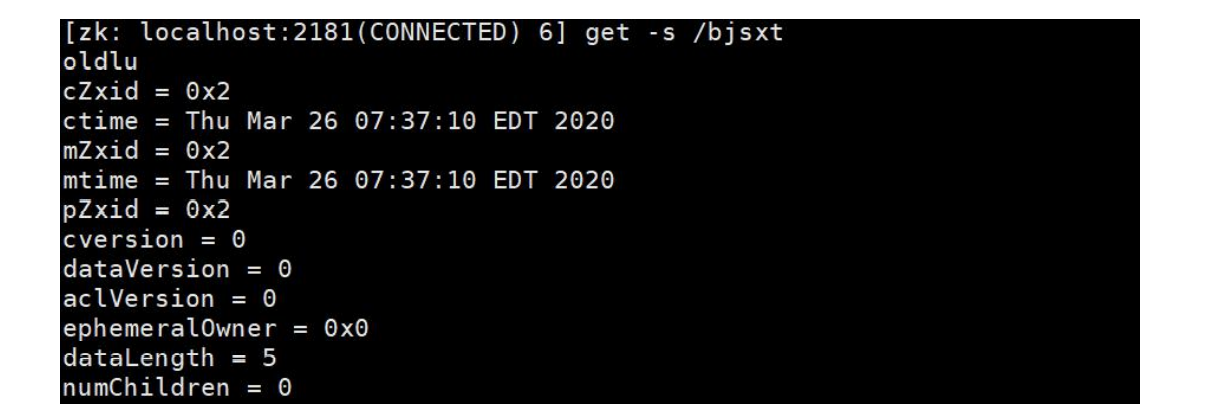 [zk: localhost:2181(CONNECTED) 6] get -s /bjsxt
oldlu
cZxid = 0x2
ctime = Thu Mar 26 07:37:10 EDT 2020
mZxid = 0x2
mtime = Thu Mar 26 07:37:10 EDT 2020
pZxid = 0x2
cversion = 0
dataVersion = 0
aclVersion = 0
ephemeralOwner = 0x0
dataLength = 5
numChildren = 0